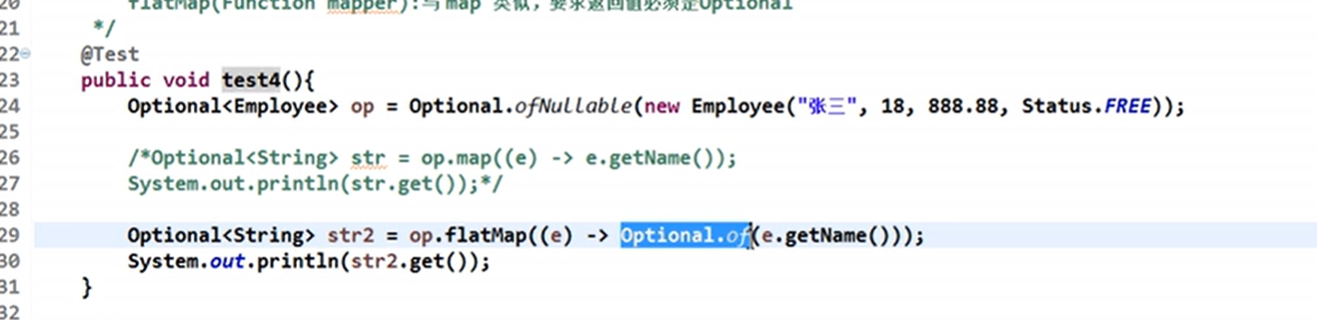 20 flatMap(Function mapper):与 map 类似，要求返回值必须是Optional
21 */
22 @Test
23 public void test4(){
24 Optional<Employee> op = Optional.ofNullable(new Employee("张三", 18, 888.88, Status.FREE));
25
26 /*Optional<String> str = op.map((e) -> e.getName());
27 System.out.println(str.get());*/
28
29 Optional<String> str2 = op.flatMap((e) -> Optional.of(e.getName()));
30 System.out.println(str2.get());
31 }
32